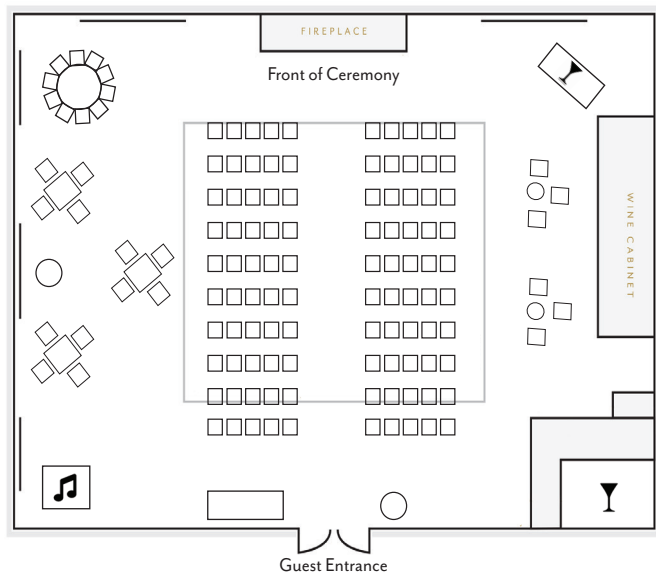 FIREPLACE
Front of Ceremony
WINE CABINET
Guest Entrance